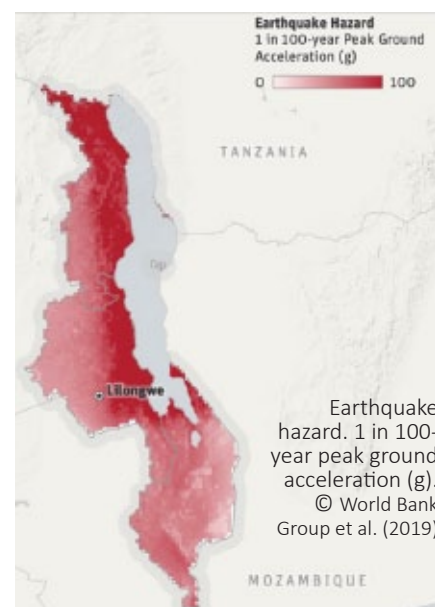 Earthquake Hazard
1 in 100-year Peak Ground
Acceleration (g)
0 100
TANZANIA
Lilongwe
Earthquake
hazard. 1 in 100-
year peak ground
acceleration (g).
© World Bank
Group et al. (2019)
MOZAMBIQUE